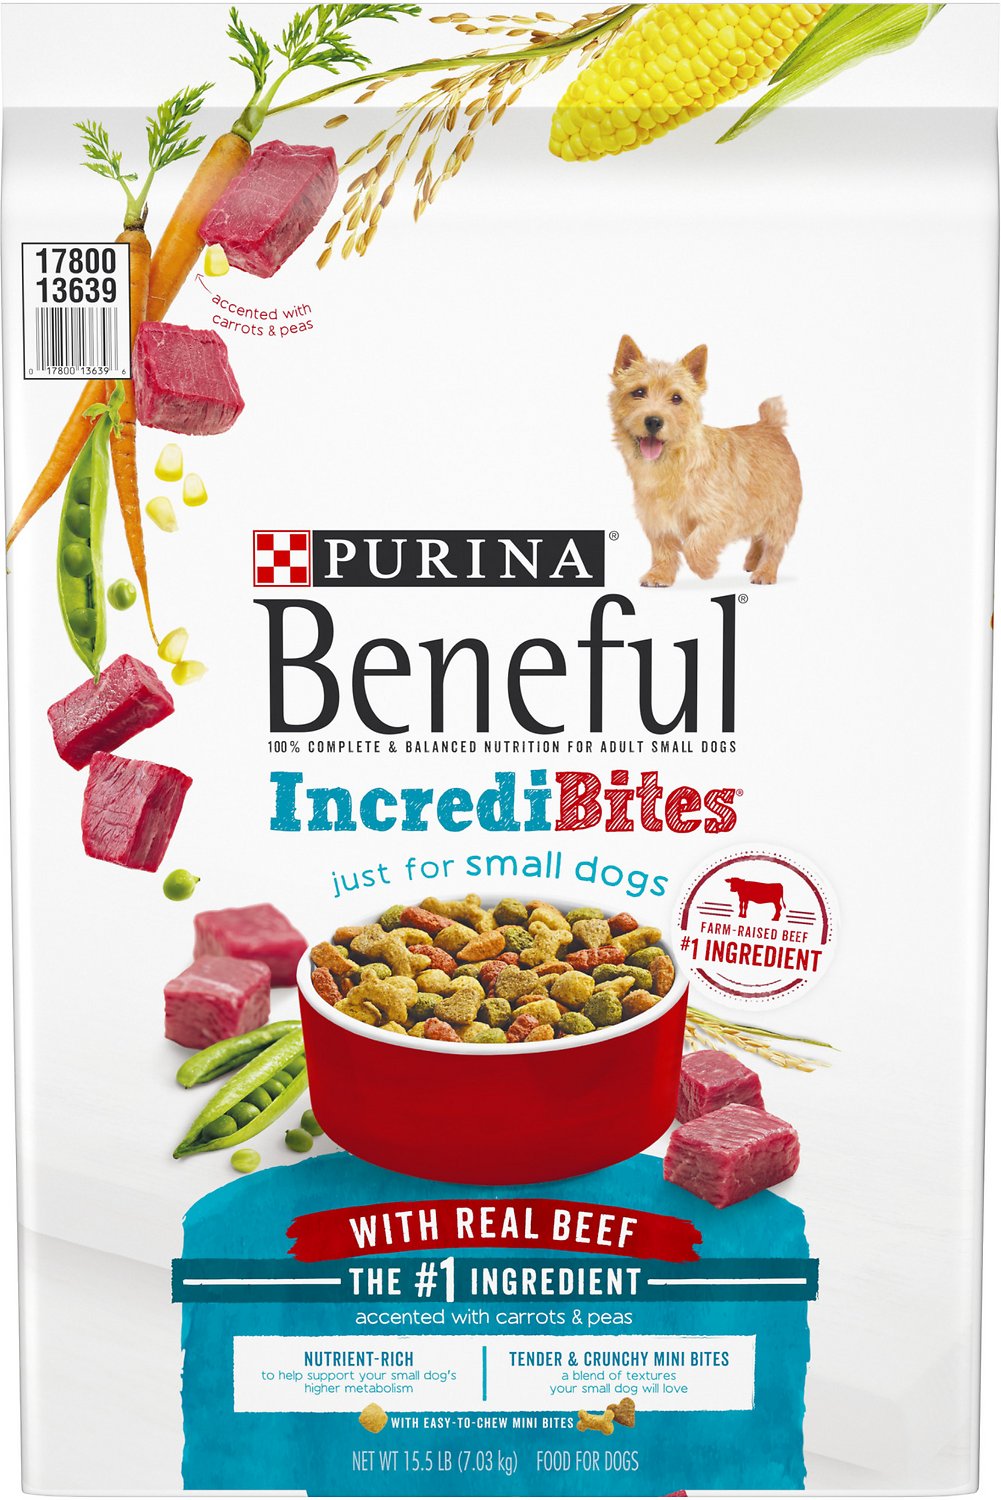 17800
13639
0 17800 13639 6
accented with
carrots & peas
PURINA®
Beneful®
100% COMPLETE & BALANCED NUTRITION FOR ADULT SMALL DOGS
IncrediBites®
just for small dogs
FARM-RAISED BEEF
#1 INGREDIENT
WITH REAL BEEF
THE #1 INGREDIENT
accented with carrots & peas
NUTRIENT-RICH
to help support your small dog's
higher metabolism
TENDER & CRUNCHY MINI BITES
a blend of textures
your small dog will love
WITH EASY-TO-CHEW MINI BITES
NET WT 15.5 LB (7.03 kg) FOOD FOR DOGS